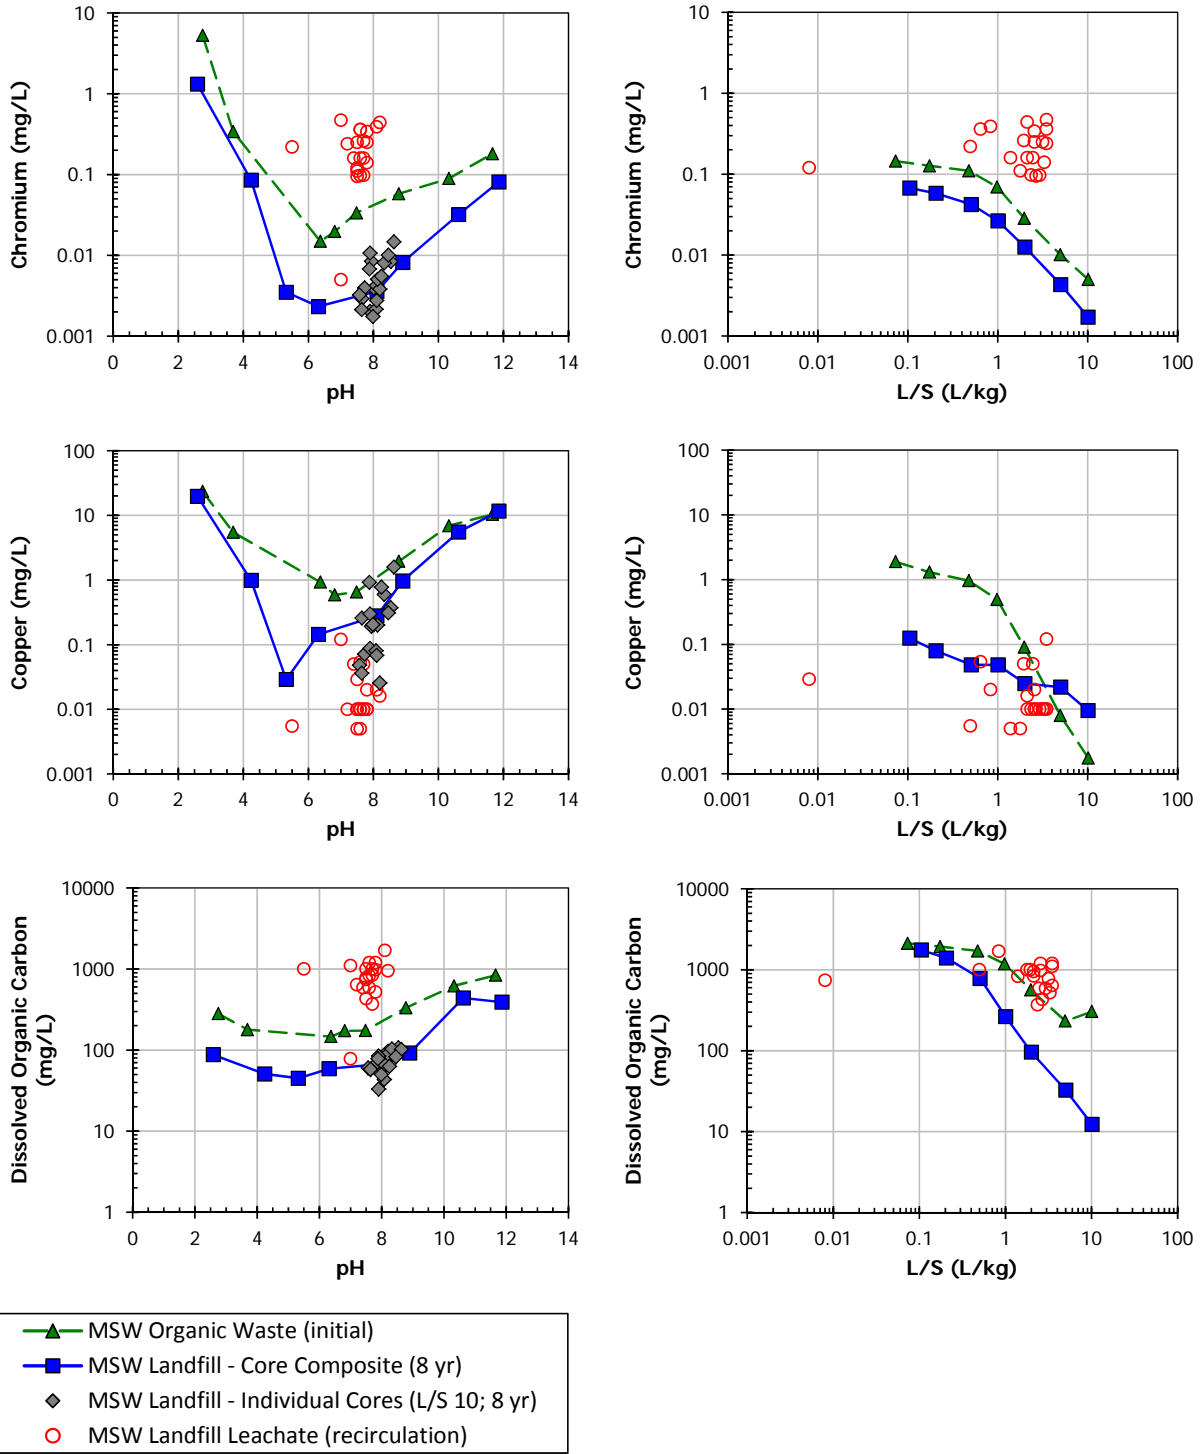 10
1
0.1
0.01
0.001
Chromium (mg/L)
0 2 4 6 8 10 12 14
pH
10
1
0.1
0.01
0.001
Chromium (mg/L)
0.001 0.01 0.1 1 10 100
L/S (L/kg)
100
10
1
0.1
0.01
0.001
Copper (mg/L)
0 2 4 6 8 10 12 14
pH
100
10
1
0.1
0.01
0.001
Copper (mg/L)
0.001 0.01 0.1 1 10 100
L/S (L/kg)
10000
1000
100
10
1
Dissolved Organic Carbon
(mg/L)
0 2 4 6 8 10 12 14
pH
10000
1000
100
10
1
Dissolved Organic Carbon
(mg/L)
0.001 0.01 0.1 1 10 100
L/S (L/kg)
MSW Organic Waste (initial)
MSW Landfill - Core Composite (8 yr)
MSW Landfill - Individual Cores (L/S 10; 8 yr)
MSW Landfill Leachate (recirculation)